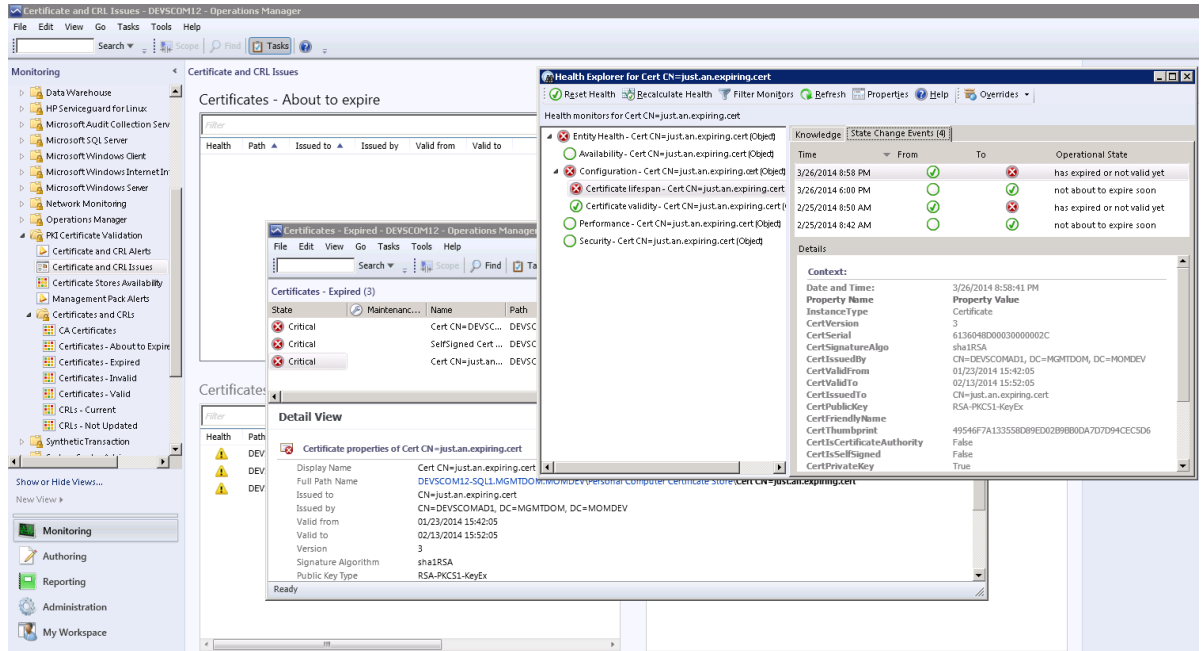 Certificate and CRL Issues - DEVSCOM12 - Operations Manager
File Edit View Go Tasks Tools Help
Search Scope Find Tasks
Monitoring
Data Warehouse
HP Serviceguard for Linux
Microsoft Audit Collection Serv
Microsoft SQL Server
Microsoft Windows Client
Microsoft Windows Internet In
Microsoft Windows Server
Network Monitoring
Operations Manager
PKI Certificate Validation
Certificate and CRL Alerts
Certificate and CRL Issues
Certificate Stores Availability
Management Pack Alerts
Certificates and CRLs
CA Certificates
Certificates - About to Expire
Certificates - Expired
Certificates - Invalid
Certificates - Valid
CRLs - Current
CRLs - Not Updated
Synthetic Transaction
Show or Hide Views...
New View
Monitoring
Authoring
Reporting
Administration
My Workspace
Certificate and CRL Issues
Certificates - About to expire
Filter
Health Path Issued to Issued by Valid from Valid to
Certificates
Filter
Health Path
DEV
DEV
DEV
Certificates - Expired - DEVSCOM12 - Operations Manager
File Edit View Go Tasks Tools Help
Search Scope Find Ta
Certificates - Expired (3)
State Maintenanc... Name Path
Critical Cert CN=DEVSC... DEVSC
Critical SelfSigned Cert ... DEVSC
Critical Cert CN=just.an... DEVSC
Detail View
Certificate properties of Cert CN=just.an.expiring.cert
Display Name Cert CN=just.an.expiring.cert
Full Path Name DEVSCOM12-SQL1.MGMTDOM.MOMDEV\Personal Computer Certificate Store\Cert CN=just.an.expiring.cert
Issued to CN=just.an.expiring.cert
Issued by CN=DEVSCOMAD1, DC=MGMTDOM, DC=MOMDEV
Valid from 01/23/2014 15:42:05
Valid to 02/13/2014 15:52:05
Version 3
Signature Algorithm sha1RSA
Public Key Type RSA-PKCS1-KeyEx
Ready
Health Explorer for Cert CN=just.an.expiring.cert
Reset Health Recalculate Health Filter Monitors Refresh Properties Help Overrides
Health monitors for Cert CN=just.an.expiring.cert
Entity Health - Cert CN=just.an.expiring.cert (Object)
Availability - Cert CN=just.an.expiring.cert (Object)
Configuration - Cert CN=just.an.expiring.cert (Object)
Certificate lifespan - Cert CN=just.an.expiring.cert
Certificate validity - Cert CN=just.an.expiring.cert (
Performance - Cert CN=just.an.expiring.cert (Object)
Security - Cert CN=just.an.expiring.cert (Object)
Knowledge State Change Events (4)
Time From To Operational State
3/26/2014 8:58 PM has expired or not valid yet
3/26/2014 6:00 PM not about to expire soon
2/25/2014 8:50 AM has expired or not valid yet
2/25/2014 8:42 AM not about to expire soon
Details
Context:
Date and Time: 3/26/2014 8:58:41 PM
Property Name Property Value
InstanceType Certificate
CertVersion 3
CertSerial 6136048D00030000002C
CertSignatureAlgo sha1RSA
CertIssuedBy CN=DEVSCOMAD1, DC=MGMTDOM, DC=MOMDEV
CertValidFrom 01/23/2014 15:42:05
CertValidTo 02/13/2014 15:52:05
CertIssuedTo CN=just.an.expiring.cert
CertPublicKey RSA-PKCS1-KeyEx
CertFriendlyName
CertThumbprint 49546F7A133558D89ED02B9BB0DA7D7D94CEC5D6
CertIsCertificateAuthority False
CertIsSelfSigned False
CertPrivateKey True